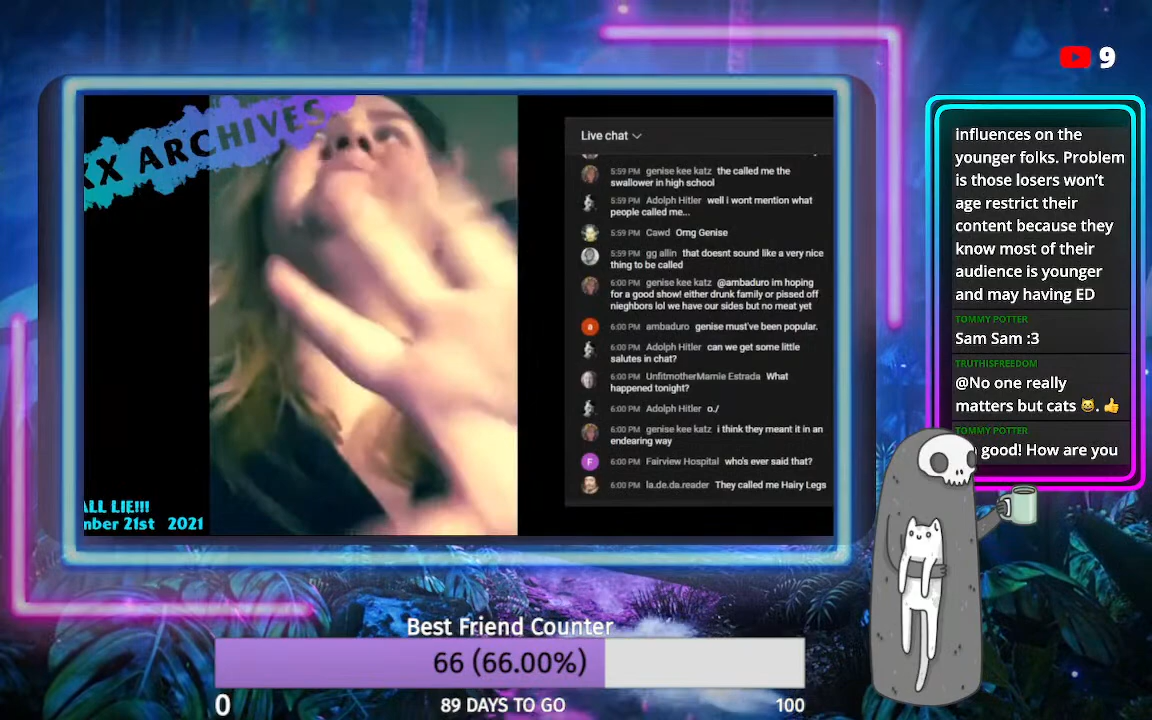 9
XX ARCHIVES
ALL LIE!!!
mber 21st 2021
Live chat
5:59 PM genise kee katz the called me the
swallower in high school
5:59 PM Adolph Hitler well i wont mention what
people called me...
5:59 PM Cawd Omg Genise
5:59 PM gg allin that doesnt sound like a very nice
thing to be called
6:00 PM genise kee katz @ambaduro im hoping
for a good show! either drunk family or pissed off
nieghbors lol we have our sides but no meat yet
a
6:00 PM ambaduro genise must've been popular.
6:00 PM Adolph Hitler can we get some little
salutes in chat?
6:00 PM UnfitmotherMamie Estrada What
happened tonight?
6:00 PM Adolph Hitler o./
6:00 PM genise kee katz i think they meant it in an
endearing way
F
6:00 PM Fairview Hospital who's ever said that?
6:00 PM la.de.da.reader They called me Hairy Legs
influences on the
younger folks. Problem
is those losers won't
age restrict their
content because they
know most of their
audience is younger
and may having ED
TOMMY POTTER
Sam Sam :3
TRUTHISFREEDOM
@No one really
matters but cats 😺. 👍
TOMMY POTTER
good! How are you
Best Friend Counter
66 (66.00%)
0
89 DAYS TO GO
100